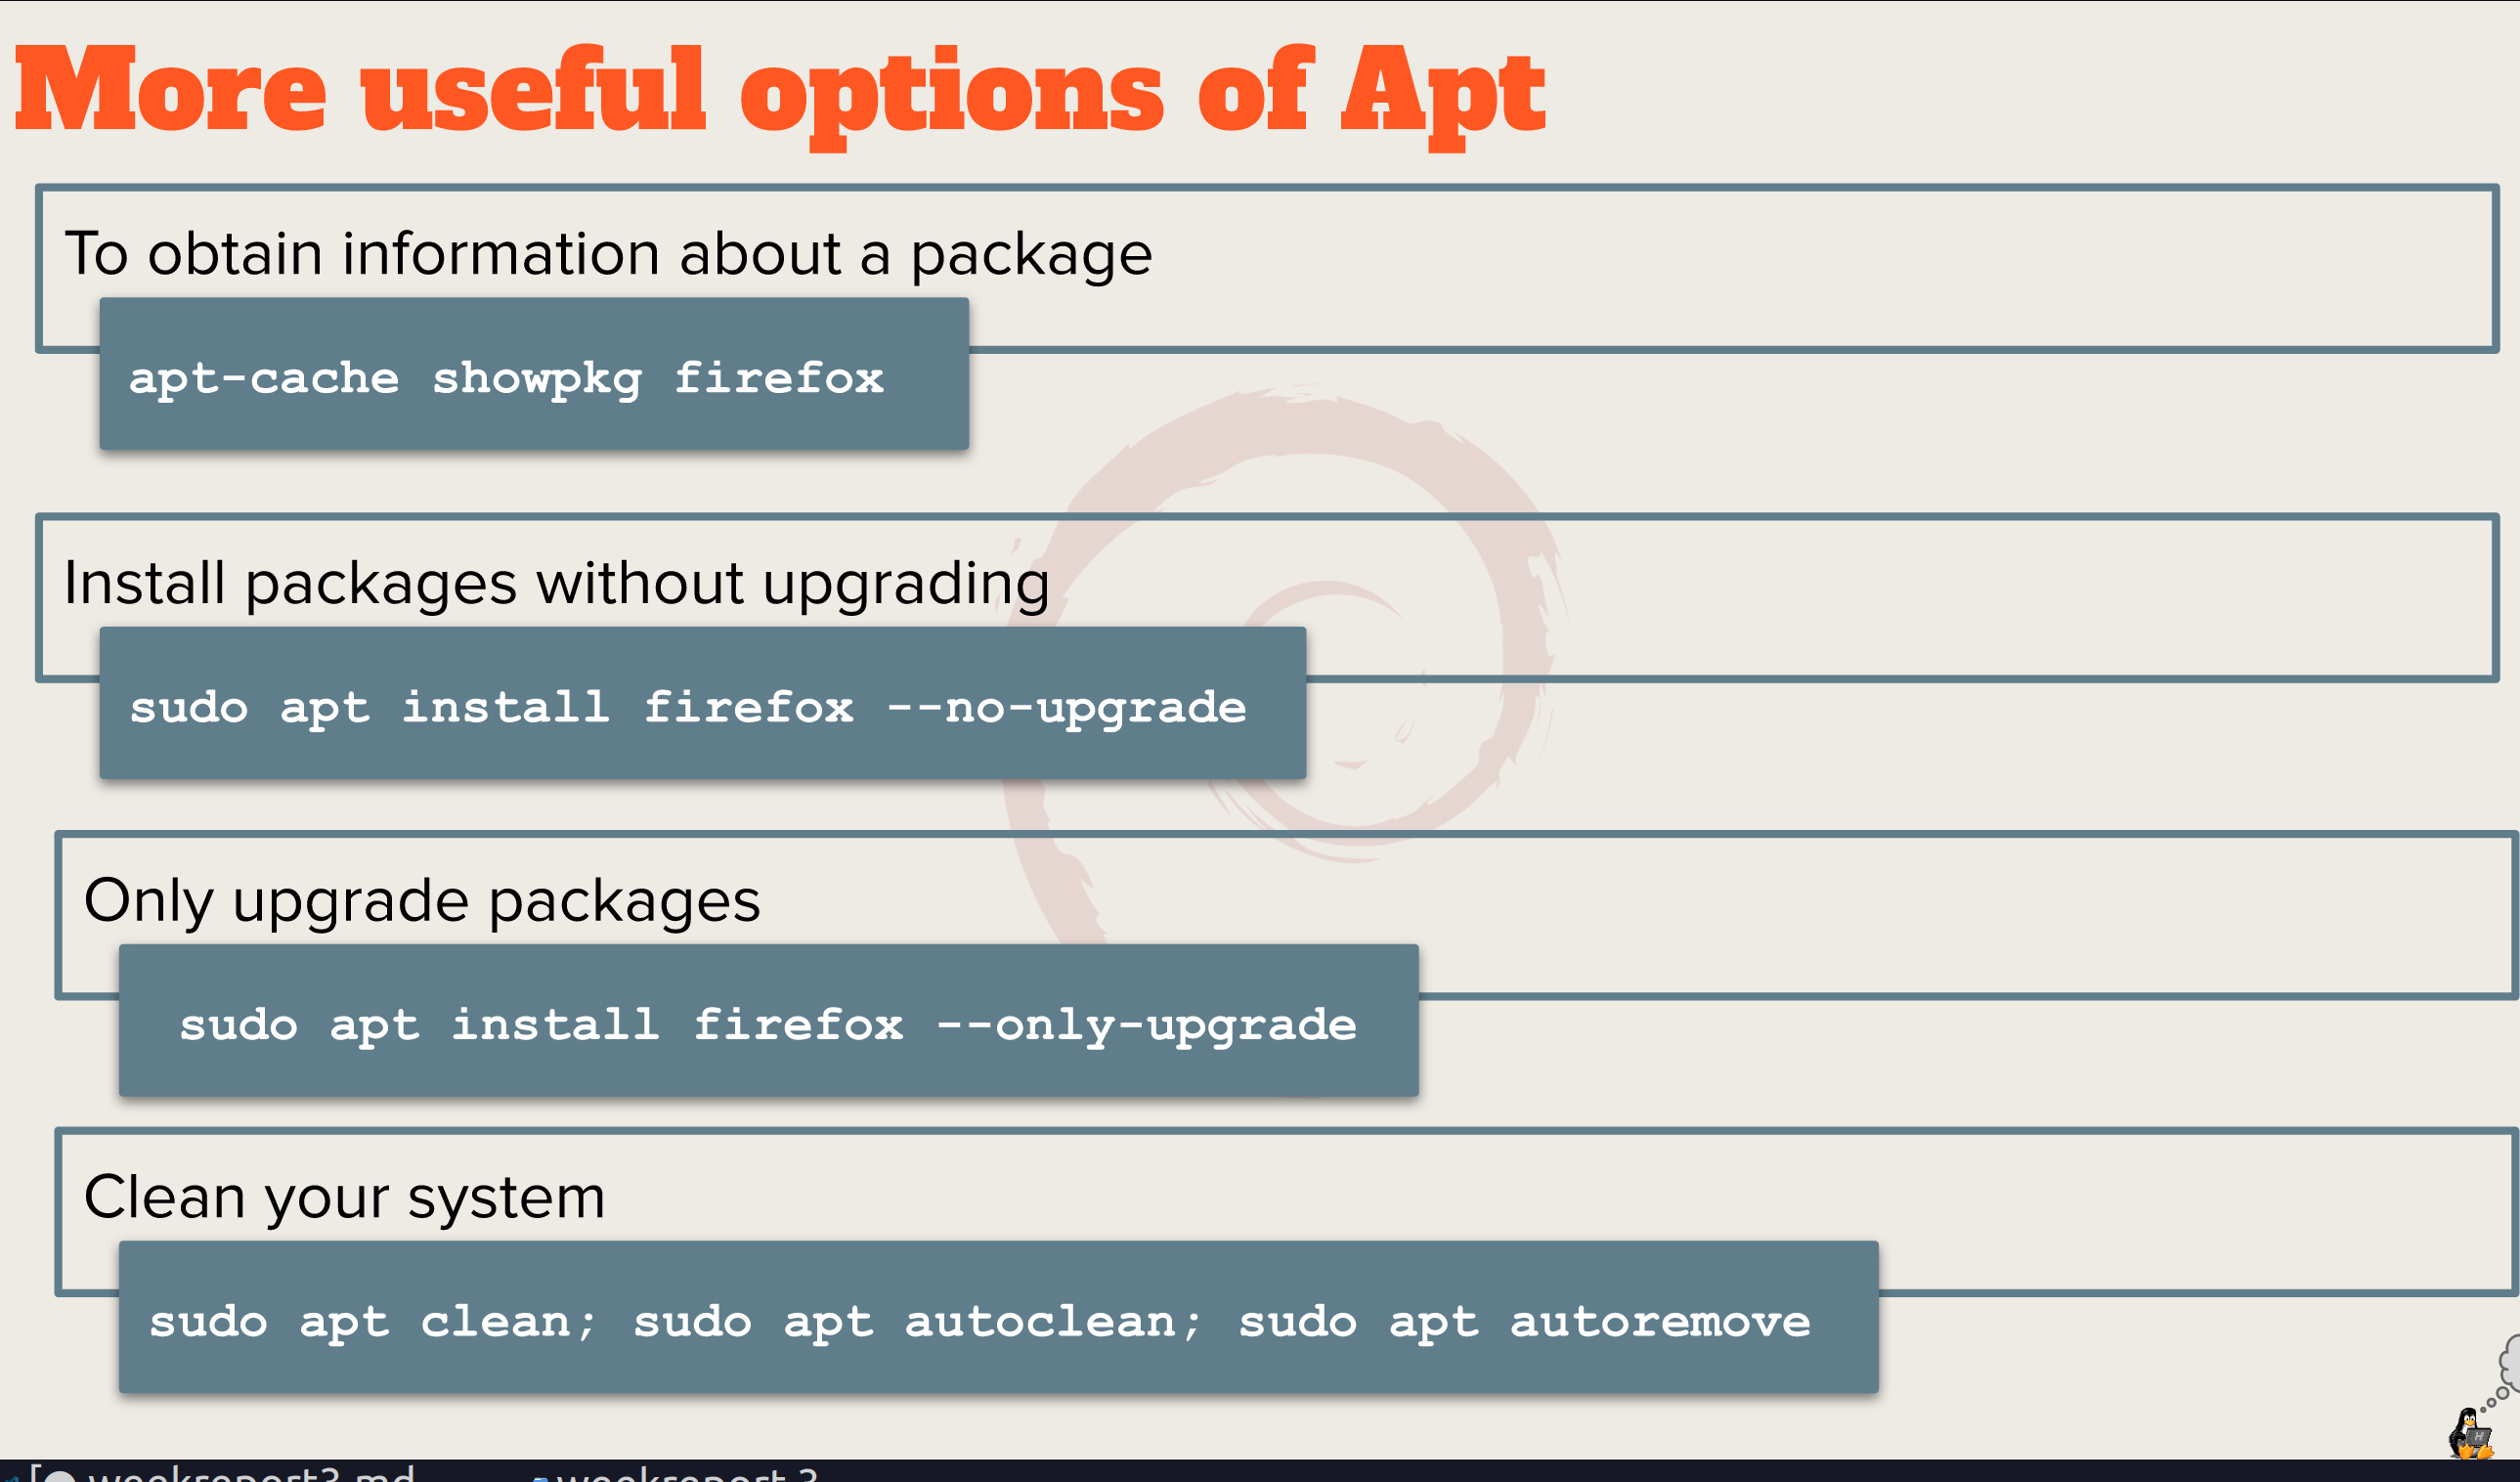 More useful options of Apt
To obtain information about a package
apt-cache showpkg firefox
Install packages without upgrading
sudo apt install firefox --no-upgrade
Only upgrade packages
sudo apt install firefox --only-upgrade
Clean your system
sudo apt clean; sudo apt autoclean; sudo apt autoremove
weekreport3.md weekreport 3